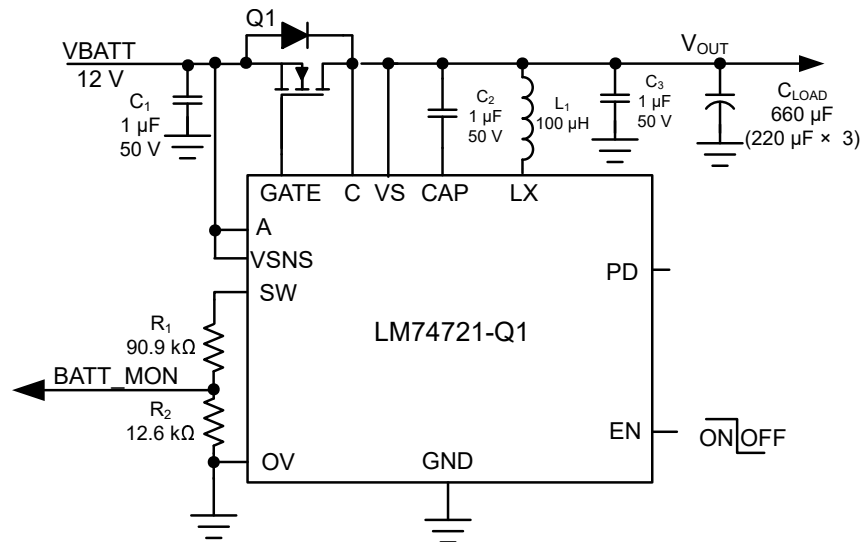 Q1
VBATT
12 V
VOUT
C1
1 µF
50 V
C2
1 µF
50 V
L1
100 µH
C3
1 µF
50 V
CLOAD
660 µF
(220 µF × 3)
GATE
C
VS
CAP
LX
A
VSNS
SW
PD
LM74721-Q1
R1
90.9 kΩ
BATT_MON
R2
12.6 kΩ
EN
ON OFF
OV
GND